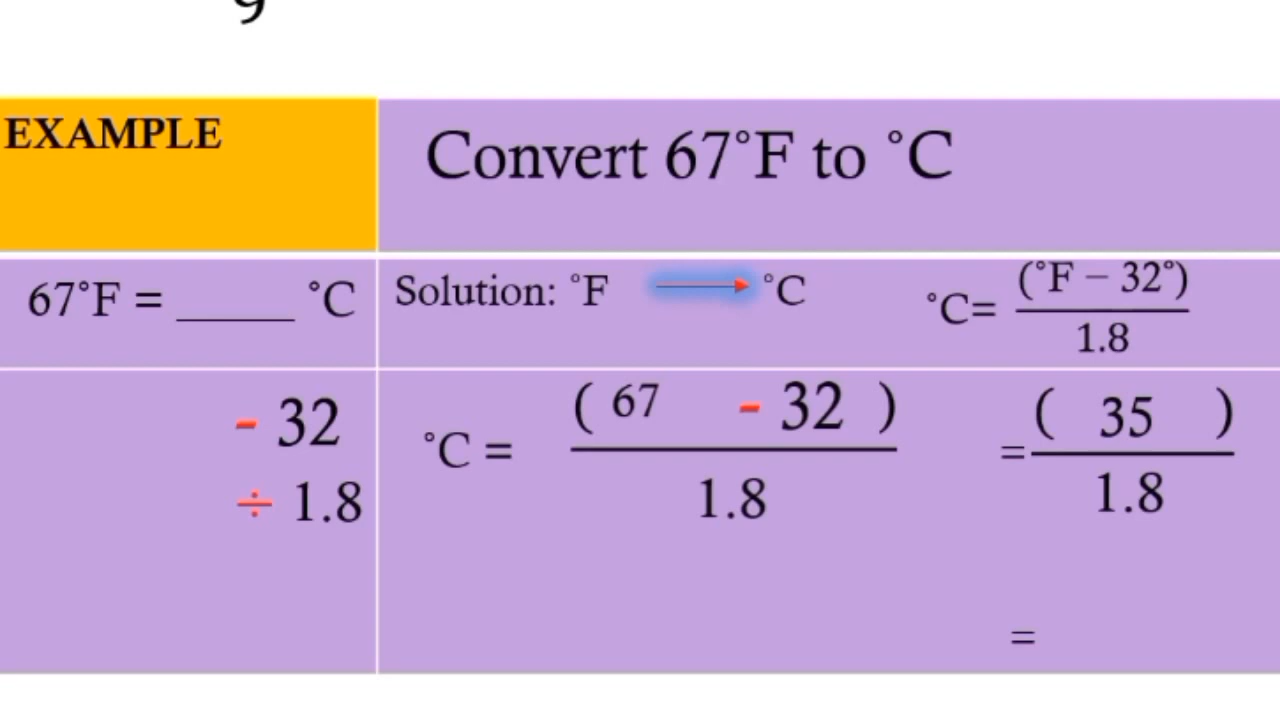 9
EXAMPLE
Convert 67°F to °C
67°F = _____ °C
Solution: °F → °C
°C= (°F – 32°)
1.8
- 32
÷ 1.8
°C = ( 67 - 32 )
1.8
= ( 35 )
1.8
=